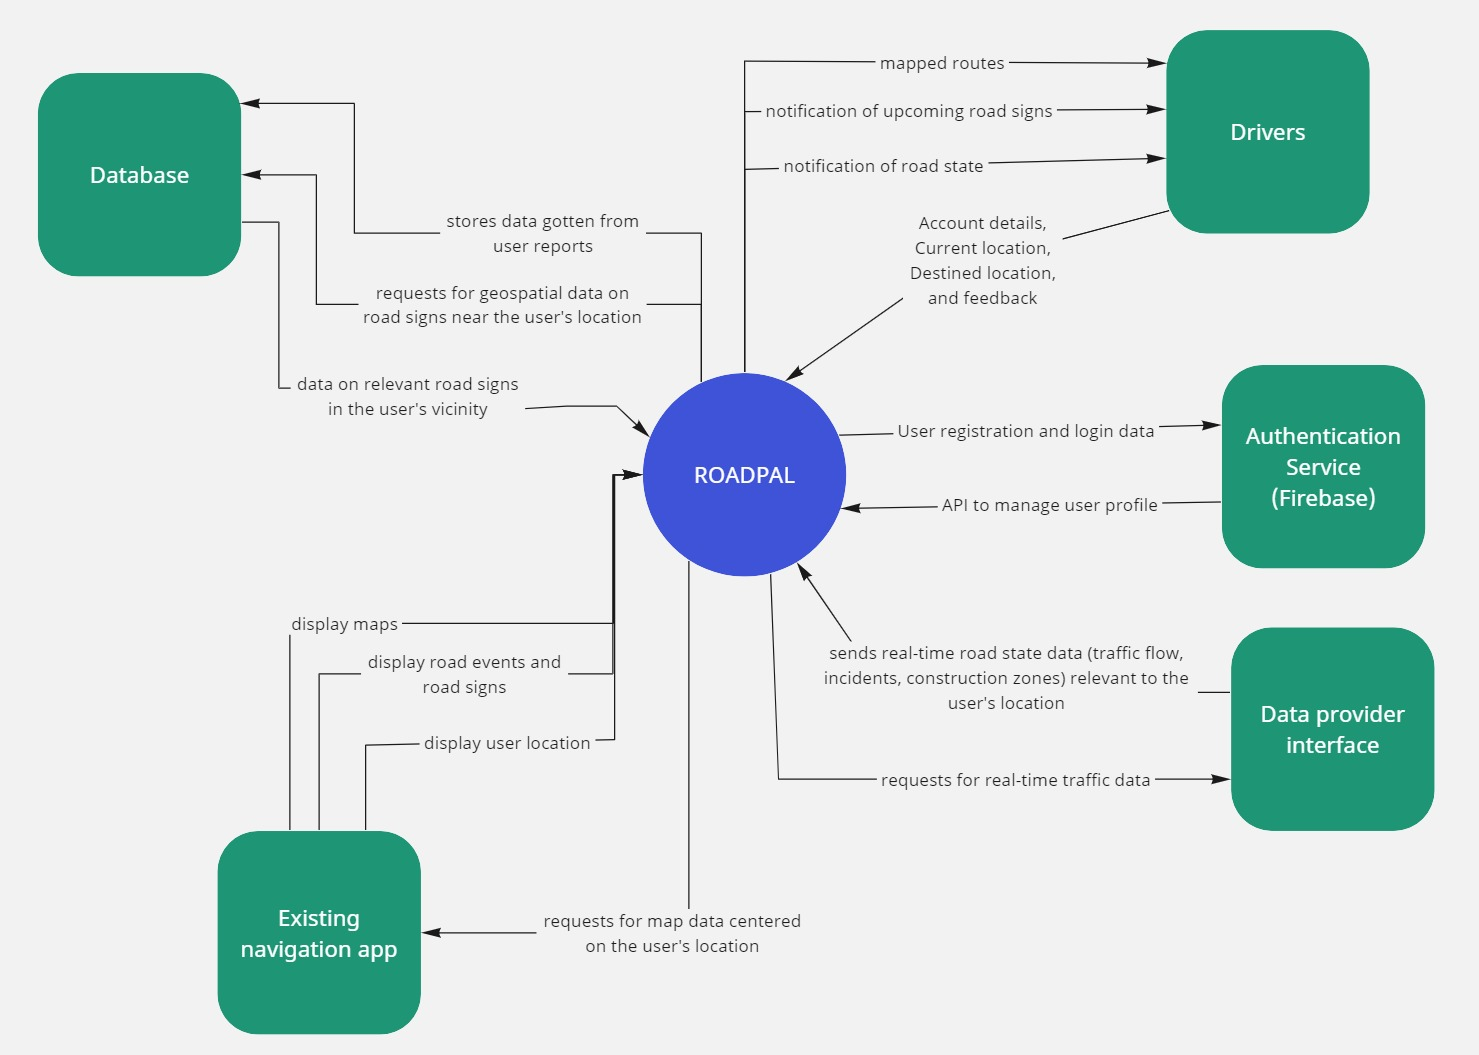 mapped routes
notification of upcoming road signs
notification of road state
Drivers
Database
Account details,
Current location,
Destined location,
and feedback
stores data gotten from
user reports
requests for geospatial data on
road signs near the user's location
data on relevant road signs
in the user's vicinity
ROADPAL
User registration and login data
API to manage user profile
Authentication
Service
(Firebase)
display maps
display road events and
road signs
display user location
sends real-time road state data (traffic flow,
incidents, construction zones) relevant to the
user's location
requests for real-time traffic data
Data provider
interface
Existing
navigation app
requests for map data centered
on the user's location